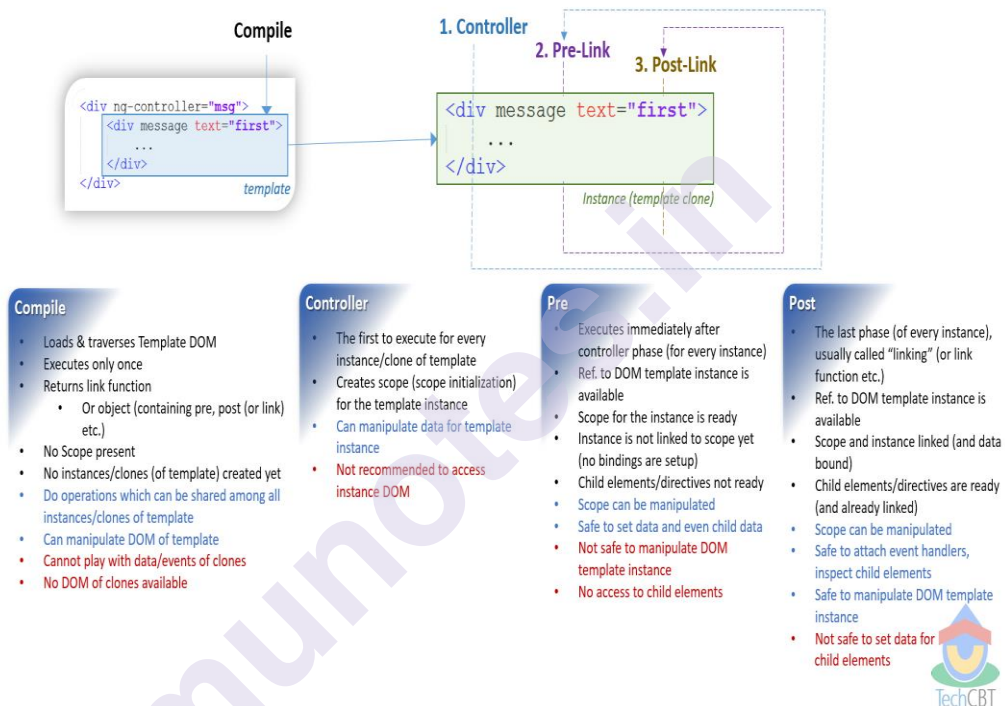 Compile
<div ng-controller="msg">
<div message text="first">
...
</div>
</div>
template
1. Controller
2. Pre-Link
3. Post-Link
<div message text="first">
...
</div>
Instance (template clone)
Compile
• Loads & traverses Template DOM
• Executes only once
• Returns link function
• Or object (containing pre, post (or link)
etc.)
• No Scope present
• No instances/clones (of template) created yet
• Do operations which can be shared among all
instances/clones of template
• Can manipulate DOM of template
• Cannot play with data/events of clones
• No DOM of clones available
Controller
• The first to execute for every
instance/clone of template
• Creates scope (scope initialization)
for the template instance
• Can manipulate data for template
instance
• Not recommended to access
instance DOM
Pre
• Executes immediately after
controller phase (for every instance)
• Ref. to DOM template instance is
available
• Scope for the instance is ready
• Instance is not linked to scope yet
(no bindings are setup)
• Child elements/directives not ready
• Scope can be manipulated
• Safe to set data and even child data
• Not safe to manipulate DOM
template instance
• No access to child elements
Post
• The last phase (of every instance),
usually called “linking” (or link
function etc.)
• Ref. to DOM template instance is
available
• Scope and instance linked (and data
bound)
• Child elements/directives are ready
(and already linked)
• Scope can be manipulated
• Safe to attach event handlers,
inspect child elements
• Safe to manipulate DOM template
instance
• Not safe to set data for
child elements
TechCBT
munotes.in